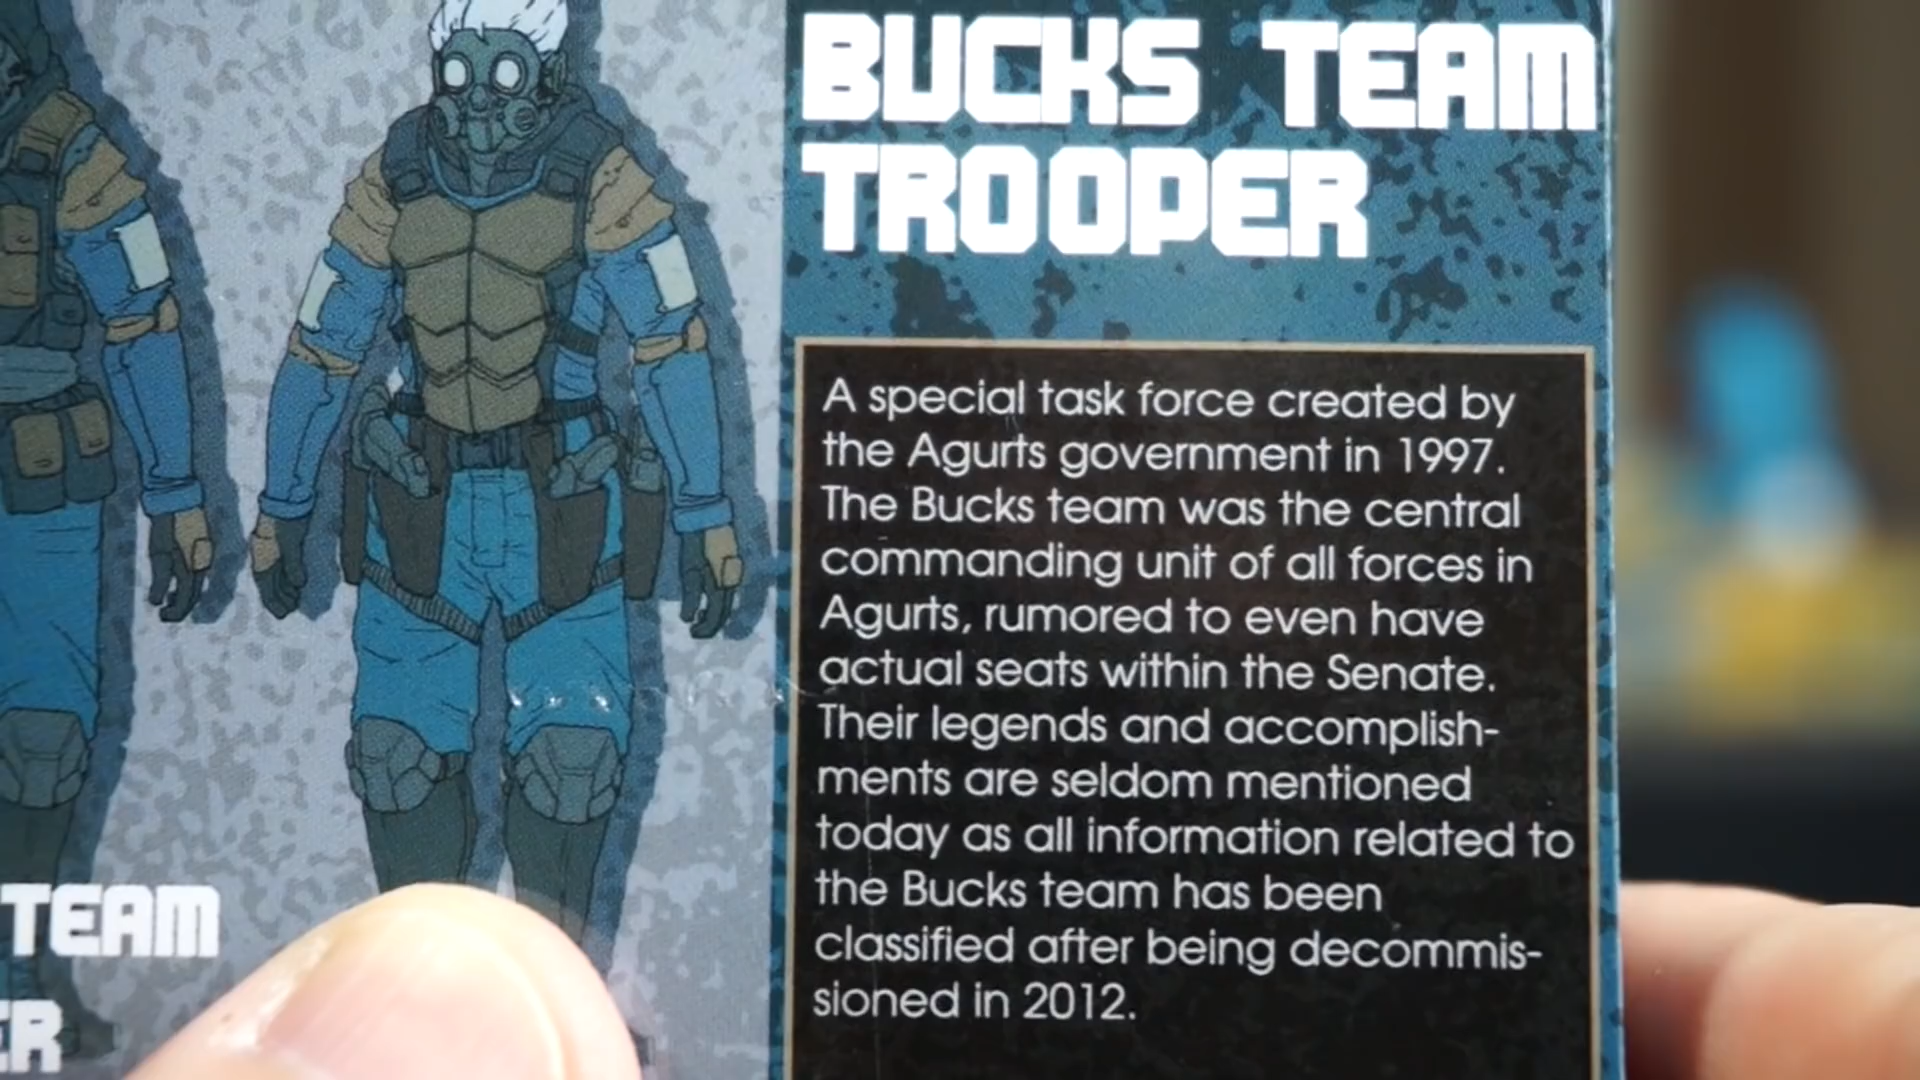 BUCKS TEAM
TROOPER
A special task force created by
the Agurts government in 1997.
The Bucks team was the central
commanding unit of all forces in
Agurts, rumored to even have
actual seats within the Senate.
Their legends and accomplish-
ments are seldom mentioned
today as all information related to
the Bucks team has been
classified after being decommis-
sioned in 2012.
TEAM